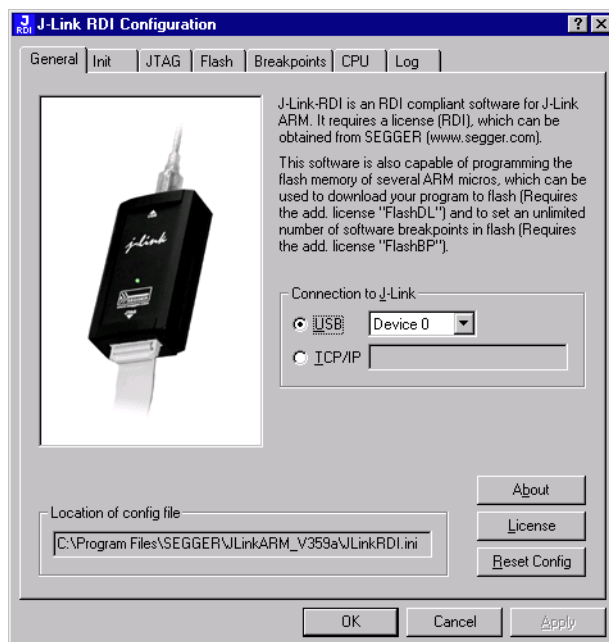 J-Link RDI Configuration
General Init JTAG Flash Breakpoints CPU Log
J-Link-RDI is an RDI compliant software for J-Link
ARM. It requires a license (RDI), which can be
obtained from SEGGER (www.segger.com).
This software is also capable of programming the
flash memory of several ARM micros, which can be
used to download your program to flash (Requires
the add. license "FlashDL") and to set an unlimited
number of software breakpoints in flash (Requires
the add. license "FlashBP").
J-Link
Connection to J-Link
USB Device 0
TCP/IP
About
Location of config file
License
C:\Program Files\SEGGER\JLinkARM_V359a\JLinkRDI.ini
Reset Config
OK Cancel Apply